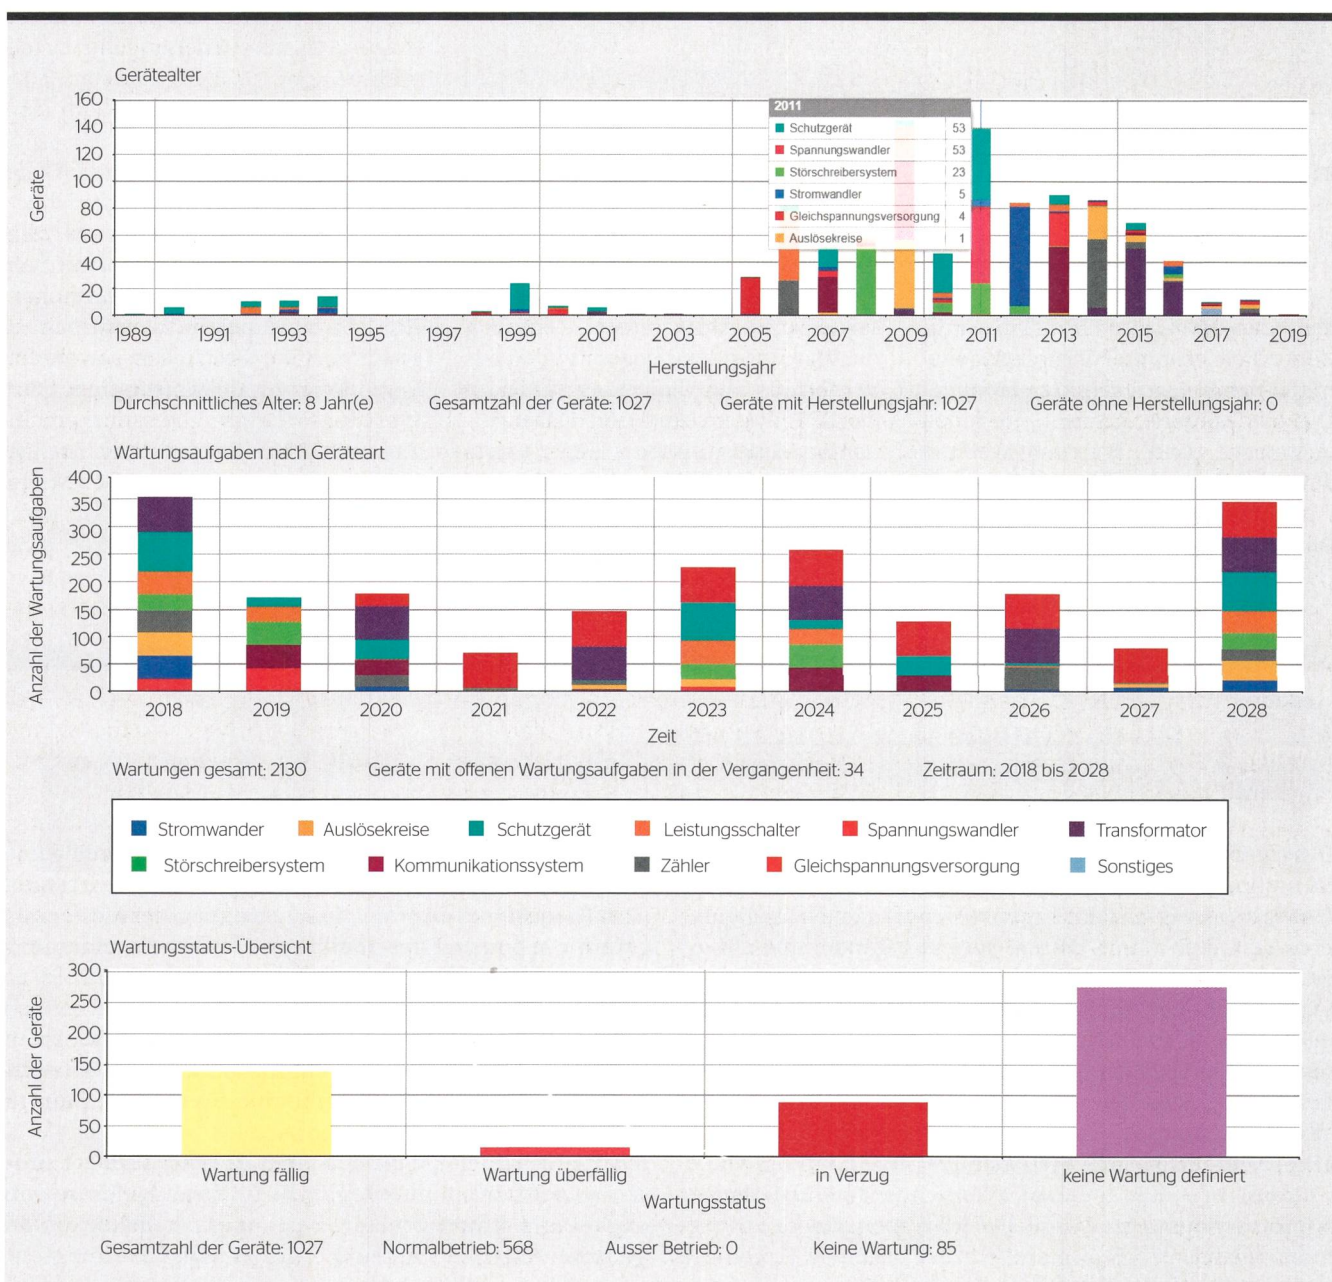 Gerätealter
160
140
120
100
80
60
40
20
0
Geräte
2011
Schutzgerät 53
Spannungswandler 53
Störschreibersystem 23
Stromwandler 5
Gleichspannungsversorgung 4
Auslösekreise 1
1989 1991 1993 1995 1997 1999 2001 2003 2005 2007 2009 2011 2013 2015 2017 2019
Herstellungsjahr
Durchschnittliches Alter: 8 Jahr(e) Gesamtzahl der Geräte: 1027 Geräte mit Herstellungsjahr: 1027 Geräte ohne Herstellungsjahr: 0
Wartungsaufgaben nach Geräteart
400
350
300
250
200
150
100
50
0
Anzahl der Wartungsaufgaben
2018 2019 2020 2021 2022 2023 2024 2025 2026 2027 2028
Zeit
Wartungen gesamt: 2130 Geräte mit offenen Wartungsaufgaben in der Vergangenheit: 34 Zeitraum: 2018 bis 2028
Stromwander Auslösekreise Schutzgerät Leistungsschalter Spannungswandler Transformator
Störschreibersystem Kommunikationssystem Zähler Gleichspannungsversorgung Sonstiges
Wartungsstatus-Übersicht
300
250
200
150
100
50
0
Anzahl der Geräte
Wartung fällig Wartung überfällig in Verzug keine Wartung definiert
Wartungsstatus
Gesamtzahl der Geräte: 1027 Normalbetrieb: 568 Ausser Betrieb: 0 Keine Wartung: 85